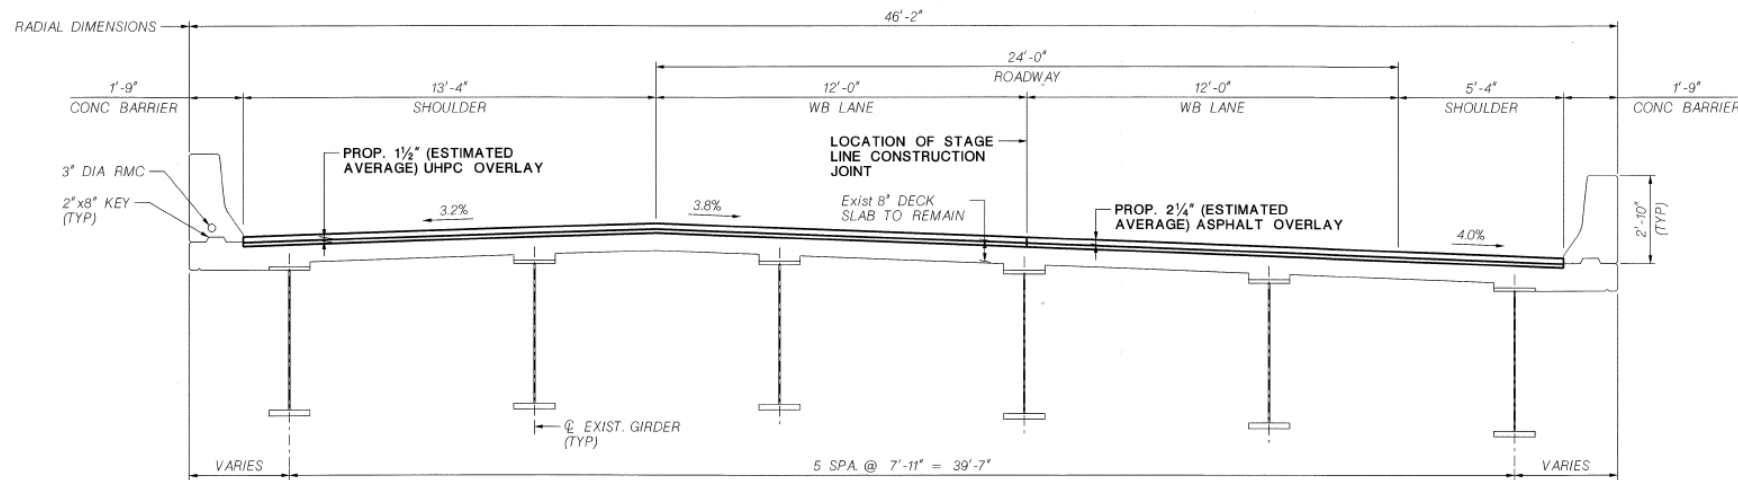 46'-2"
RADIAL DIMENSIONS
24'-0"
ROADWAY
1'-9"
CONC BARRIER
13'-4"
SHOULDER
12'-0"
WB LANE
12'-0"
WB LANE
5'-4"
SHOULDER
1'-9"
CONC BARRIER
PROP. 1½" (ESTIMATED
AVERAGE) UHPC OVERLAY
LOCATION OF STAGE
LINE CONSTRUCTION
JOINT
3" DIA RMC
2"x8" KEY
(TYP)
3.2%
3.8%
Exist 8" DECK
SLAB TO REMAIN
PROP. 2¼" (ESTIMATED
AVERAGE) ASPHALT OVERLAY
4.0%
2'-10"
(TYP)
℄ EXIST. GIRDER
(TYP)
VARIES
5 SPA. @ 7'-11" = 39'-7"
VARIES